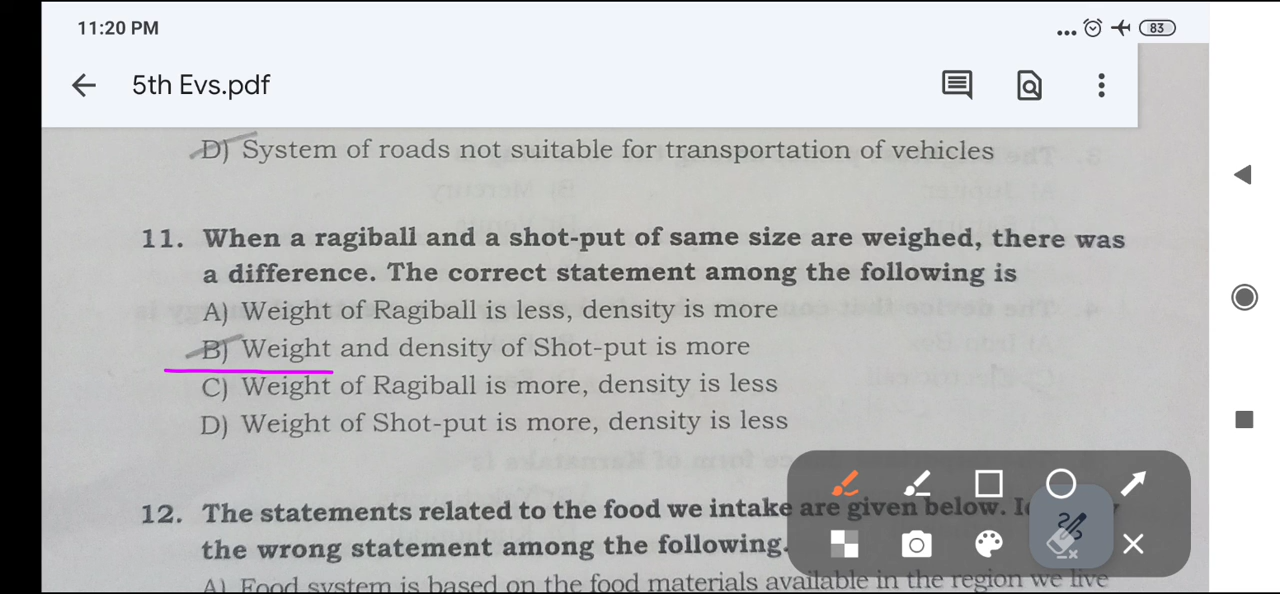 11:20 PM
83
5th Evs.pdf
D) System of roads not suitable for transportation of vehicles
11. When a ragiball and a shot-put of same size are weighed, there was
a difference. The correct statement among the following is
A) Weight of Ragiball is less, density is more
B) Weight and density of Shot-put is more
C) Weight of Ragiball is more, density is less
D) Weight of Shot-put is more, density is less
12. The statements related to the food we intake are given below.
the wrong statement among the following.
A) Food system is based on the food materials available in the region we live